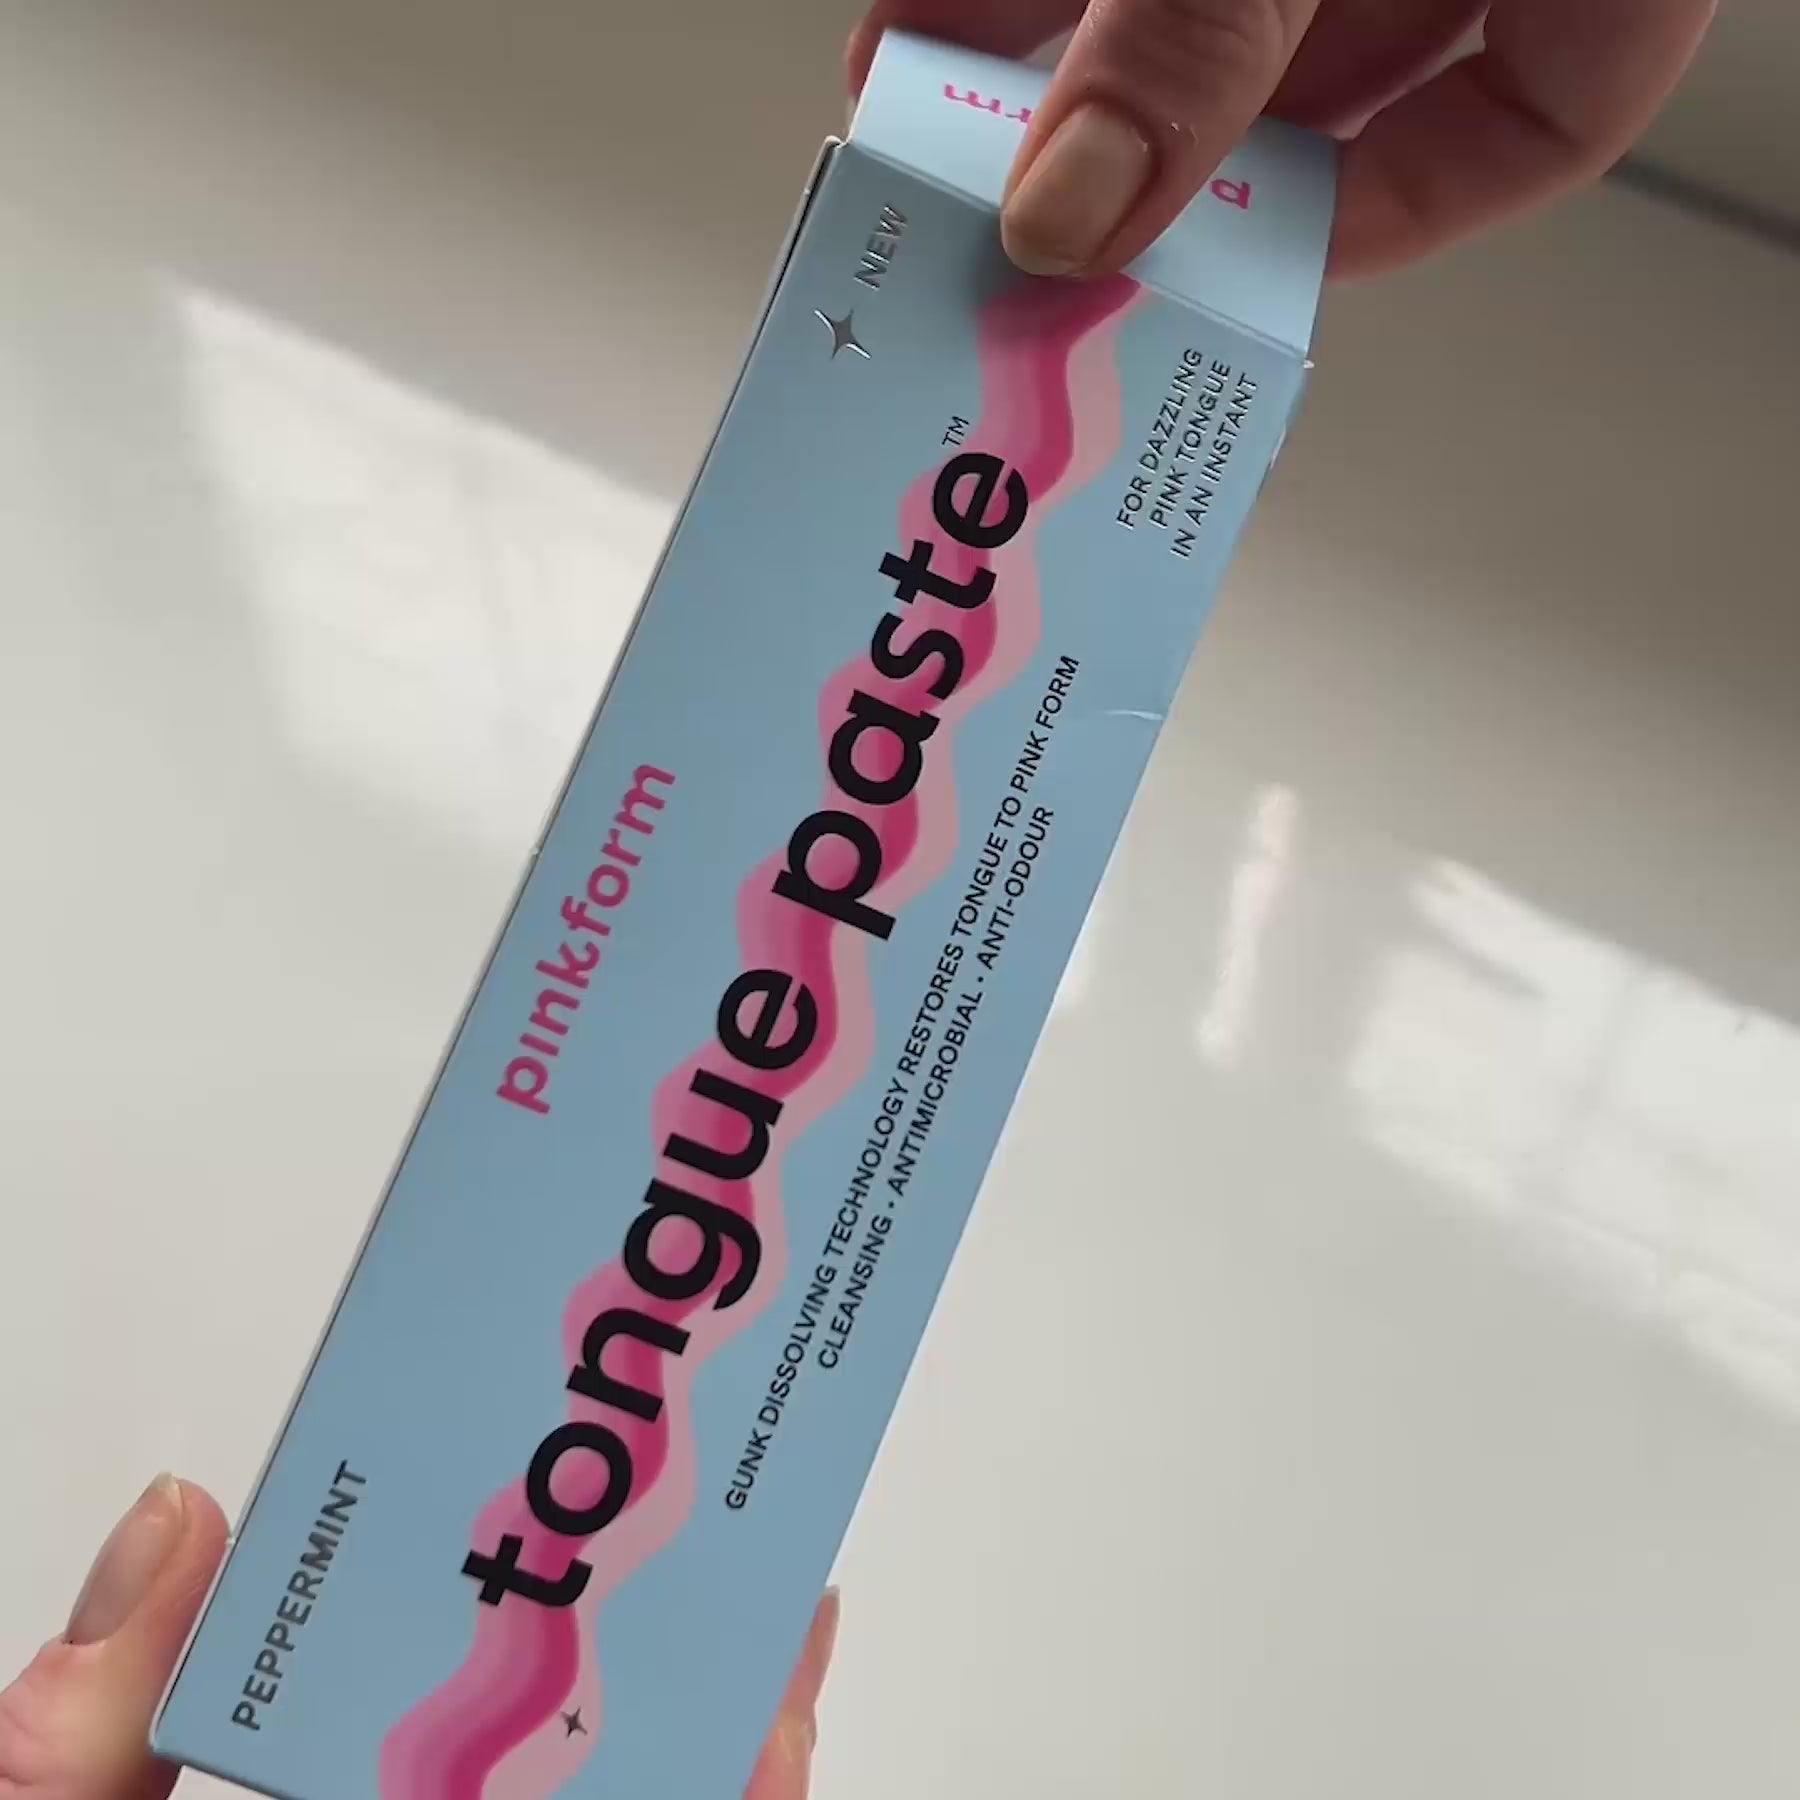 NEW
pinkform
tongue paste™
PEPPERMINT
FOR DAZZLING
PINK TONGUE
IN AN INSTANT
GUNK DISSOLVING TECHNOLOGY RESTORES TONGUE TO PINK FORM
CLEANSING · ANTIMICROBIAL · ANTI-ODOUR